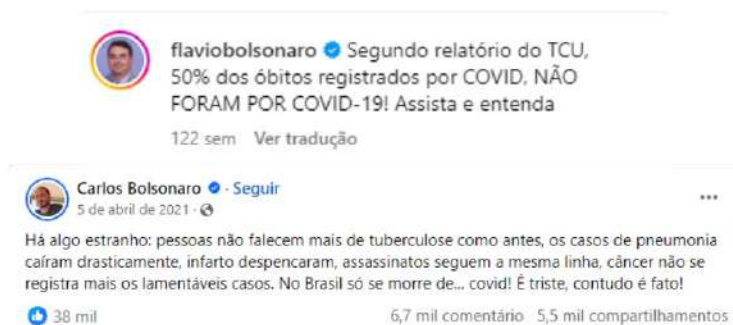 flaviobolsonaro Segundo relatório do TCU,
50% dos óbitos registrados por COVID, NÃO
FORAM POR COVID-19! Assista e entenda
122 sem Ver tradução
Carlos Bolsonaro · Seguir
5 de abril de 2021 ·
Há algo estranho: pessoas não falecem mais de tuberculose como antes, os casos de pneumonia
caíram drasticamente, infarto despencaram, assassinatos seguem a mesma linha, câncer não se
registra mais os lamentáveis casos. No Brasil só se morre de... covid! É triste, contudo é fato!
38 mil 6,7 mil comentário 5,5 mil compartilhamentos